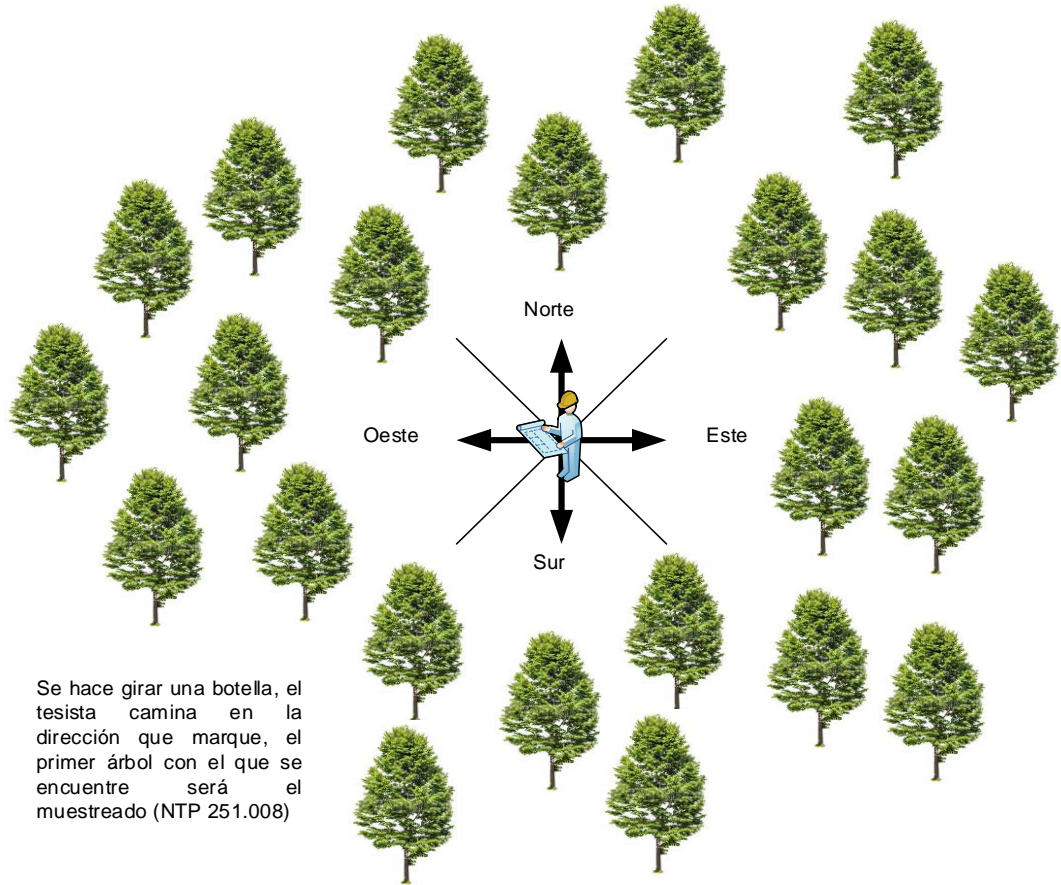 Norte
Oeste
Este
Sur
Se hace girar una botella, el
tesista camina en la
dirección que marque, el
primer árbol con el que se
encuentre será el
muestreado (NTP 251.008)